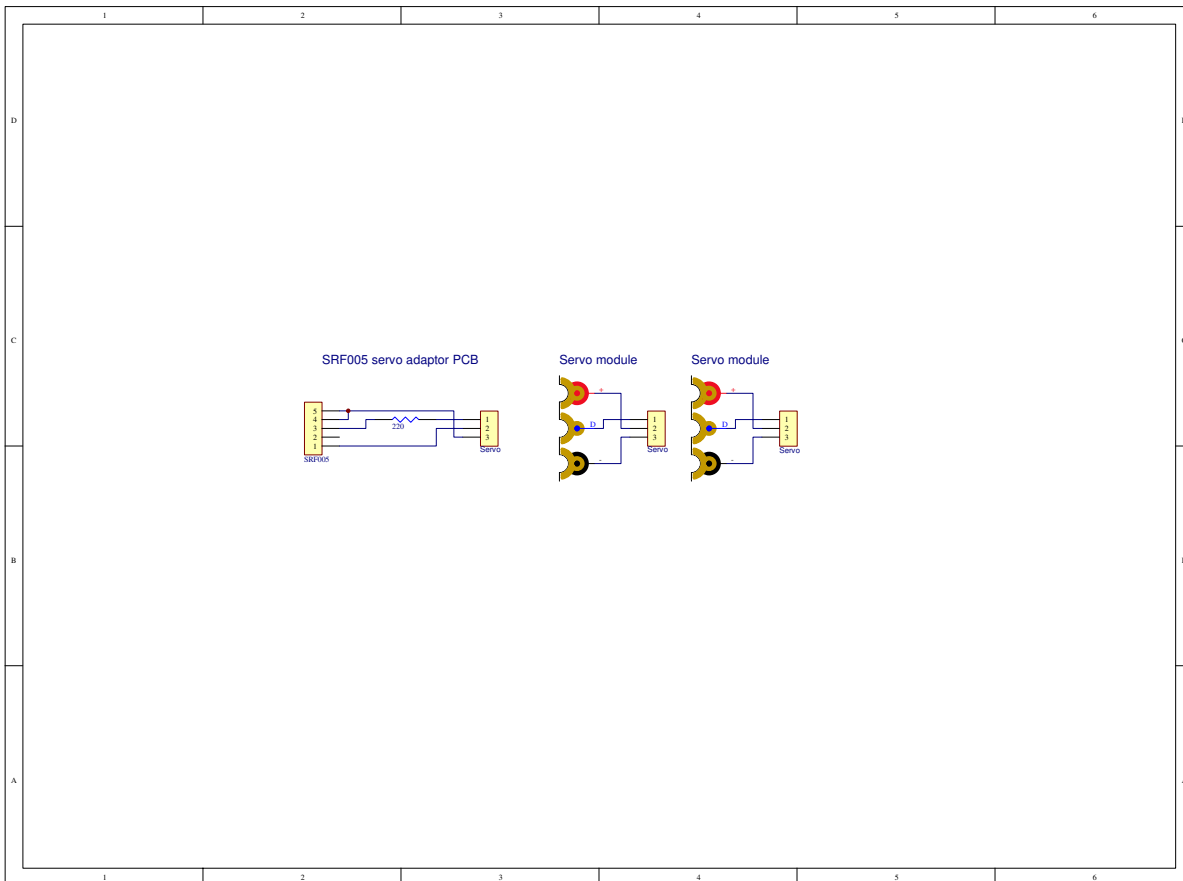 1 2 3 4 5 6
D
C
SRF005 servo adaptor PCB Servo module Servo module
+ +
5
4 1 1 1
3 220 2 D 2 D 2
2 3 3 3
1 Servo Servo Servo
SRF005 - -
B
A
1 2 3 4 5 6